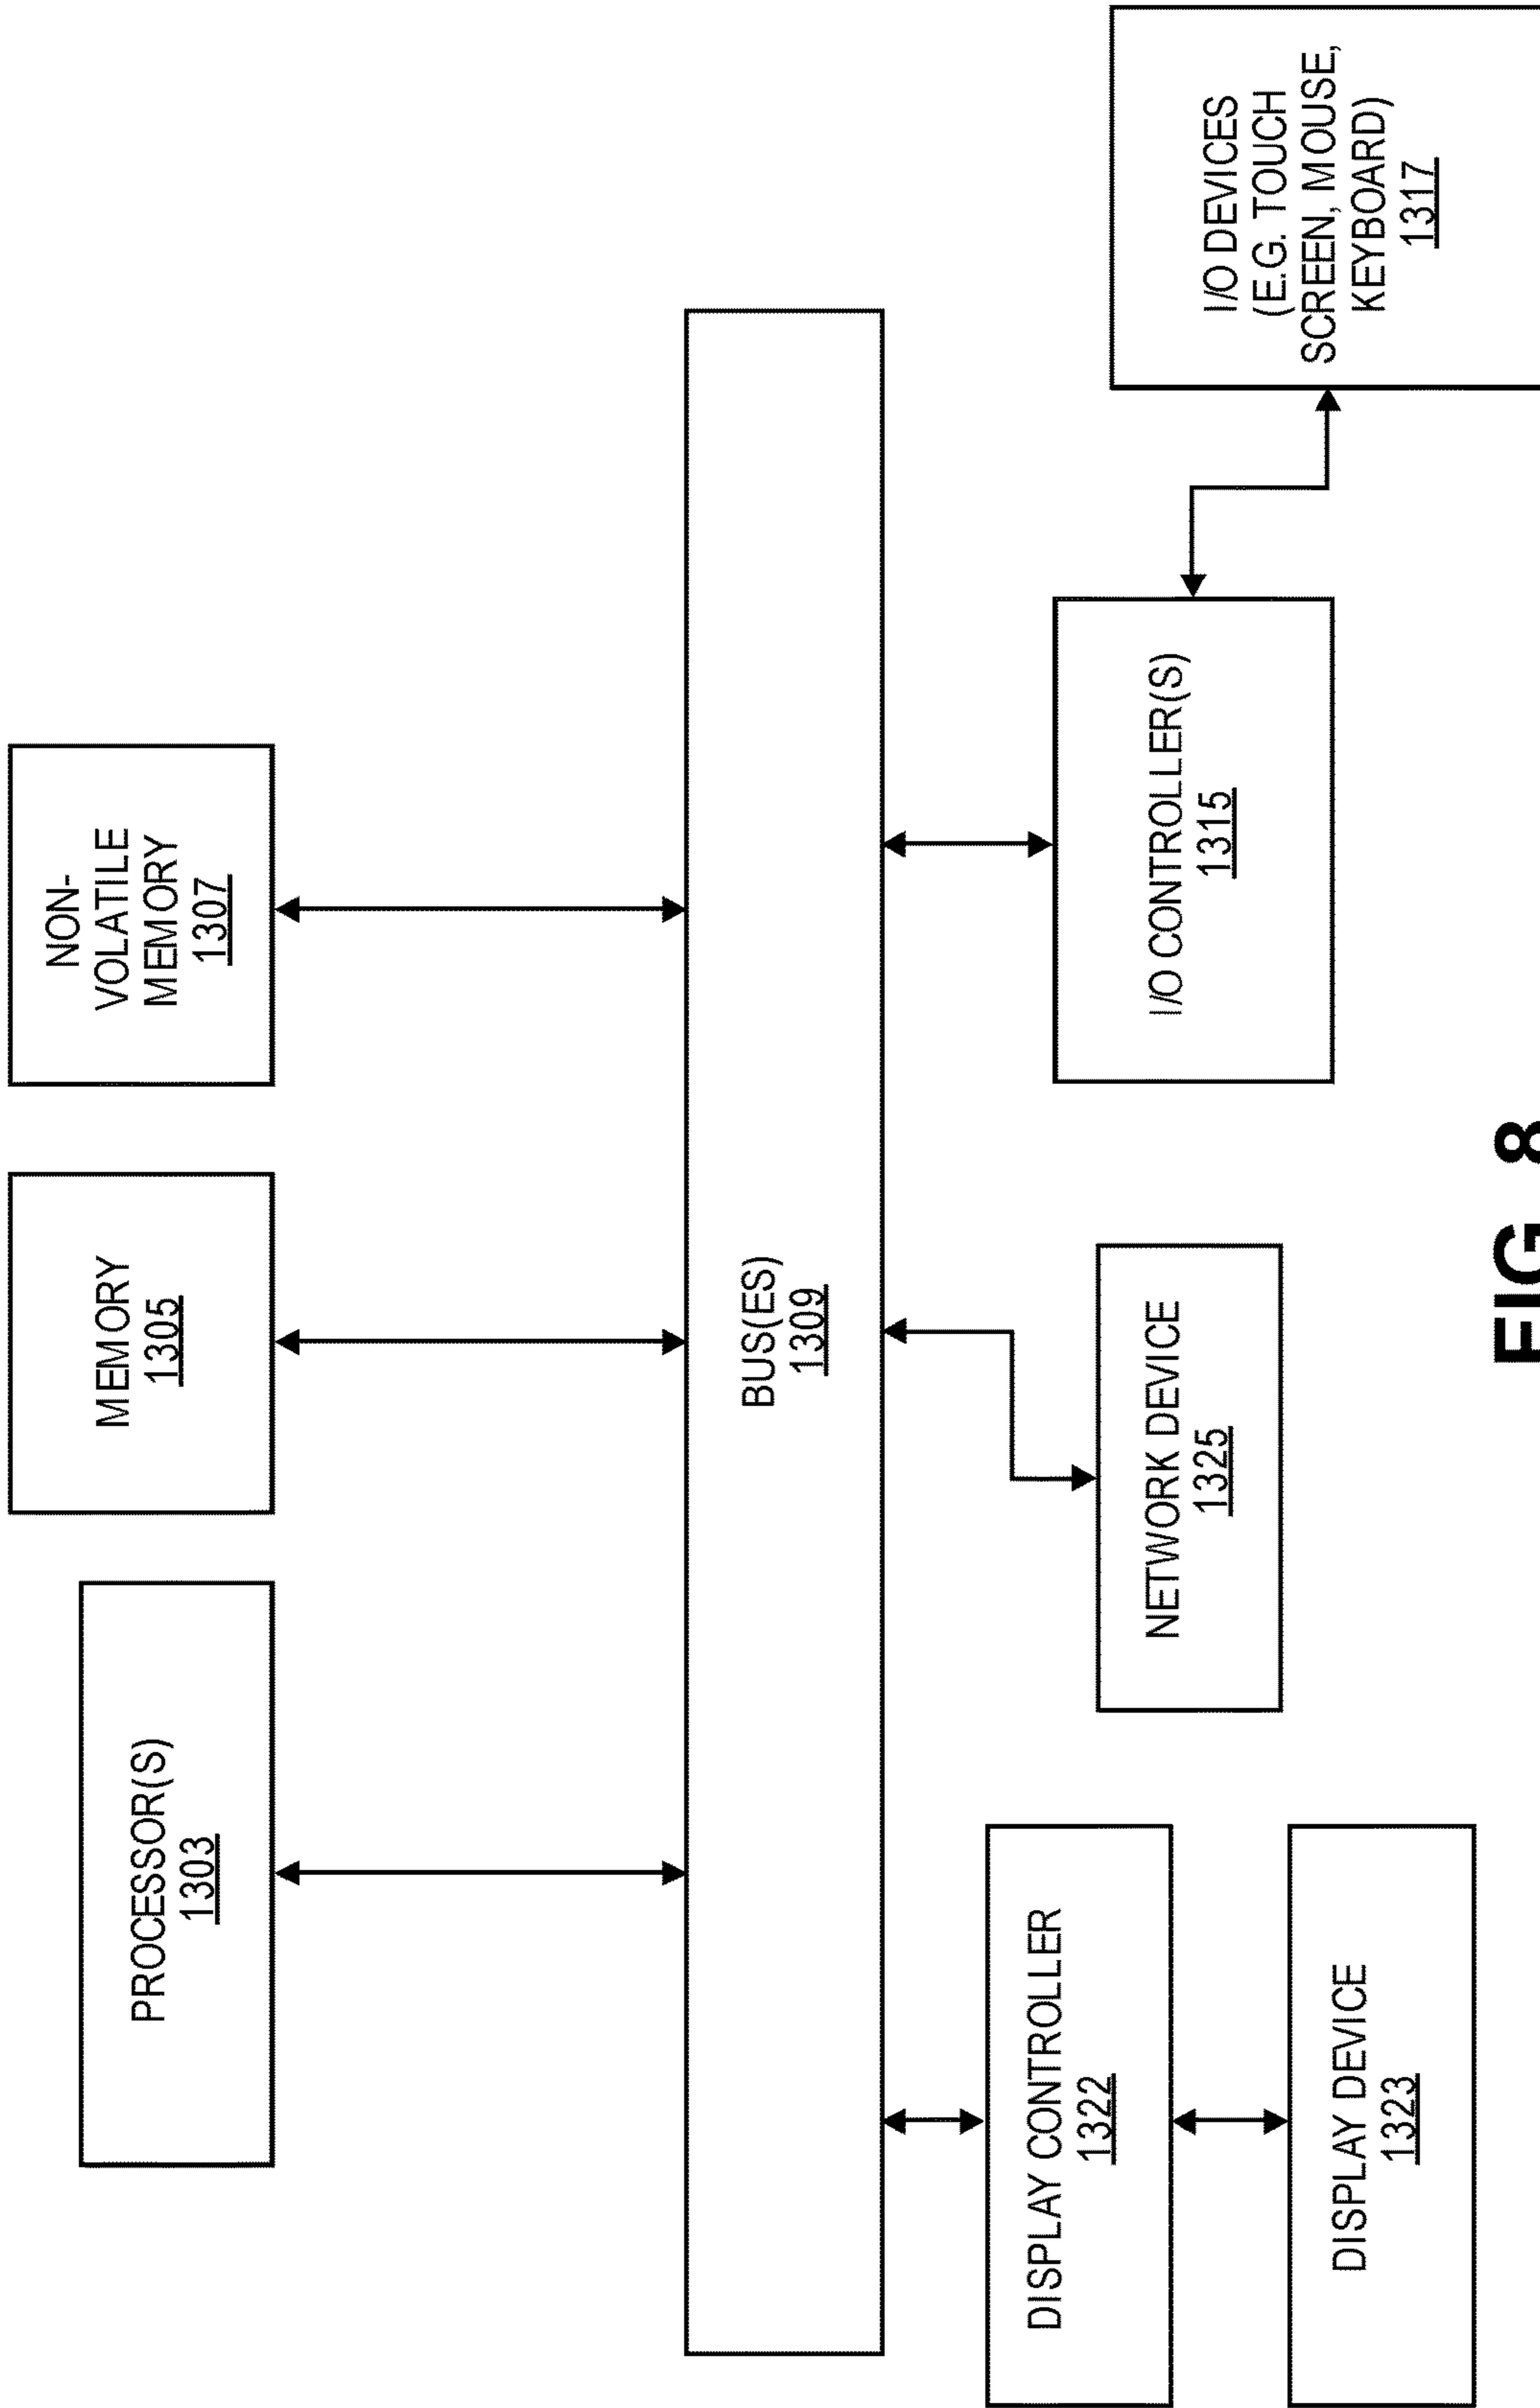 PROCESSOR(S)
1303
MEMORY
1305
NON-
VOLATILE
MEMORY
1307
BUS(ES)
1309
DISPLAY CONTROLLER
1322
DISPLAY DEVICE
1323
NETWORK DEVICE
1325
I/O CONTROLLER(S)
1315
I/O DEVICES
(E.G. TOUCH
SCREEN, MOUSE,
KEYBOARD)
1317
FIG. 8